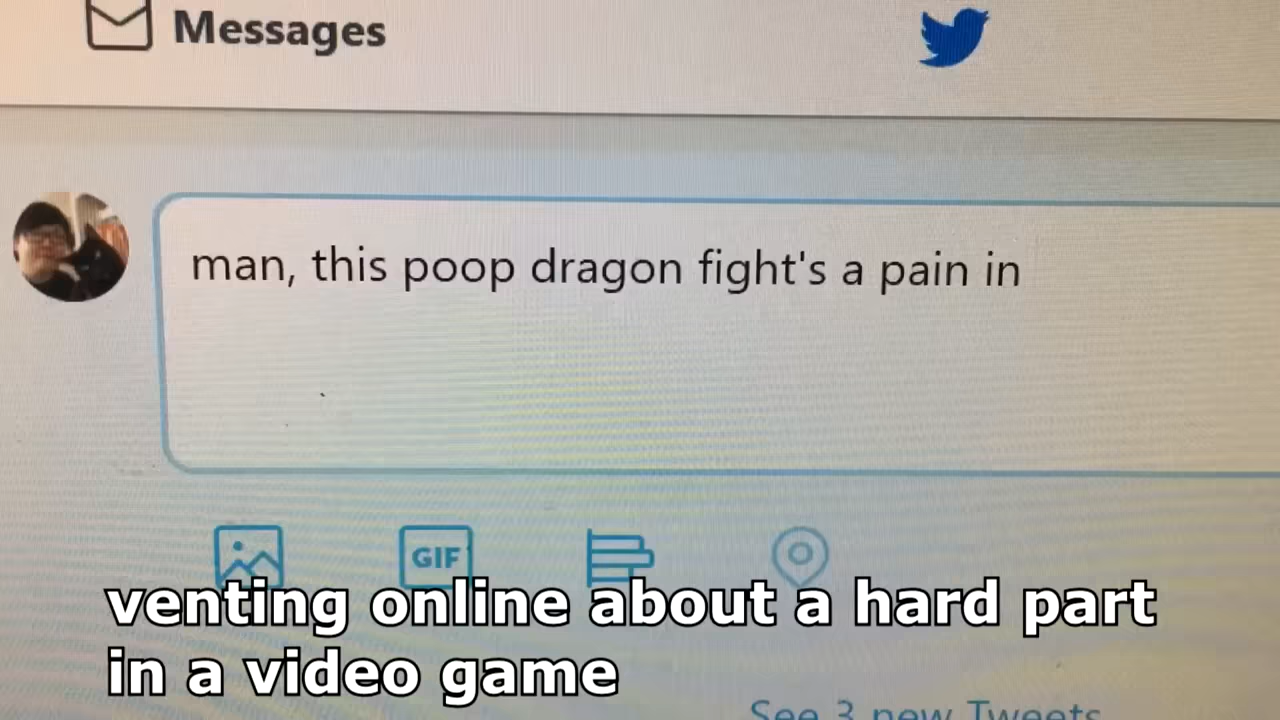 Messages
man, this poop dragon fight's a pain in
GIF
venting online about a hard part
in a video game
See 3 new Tweets